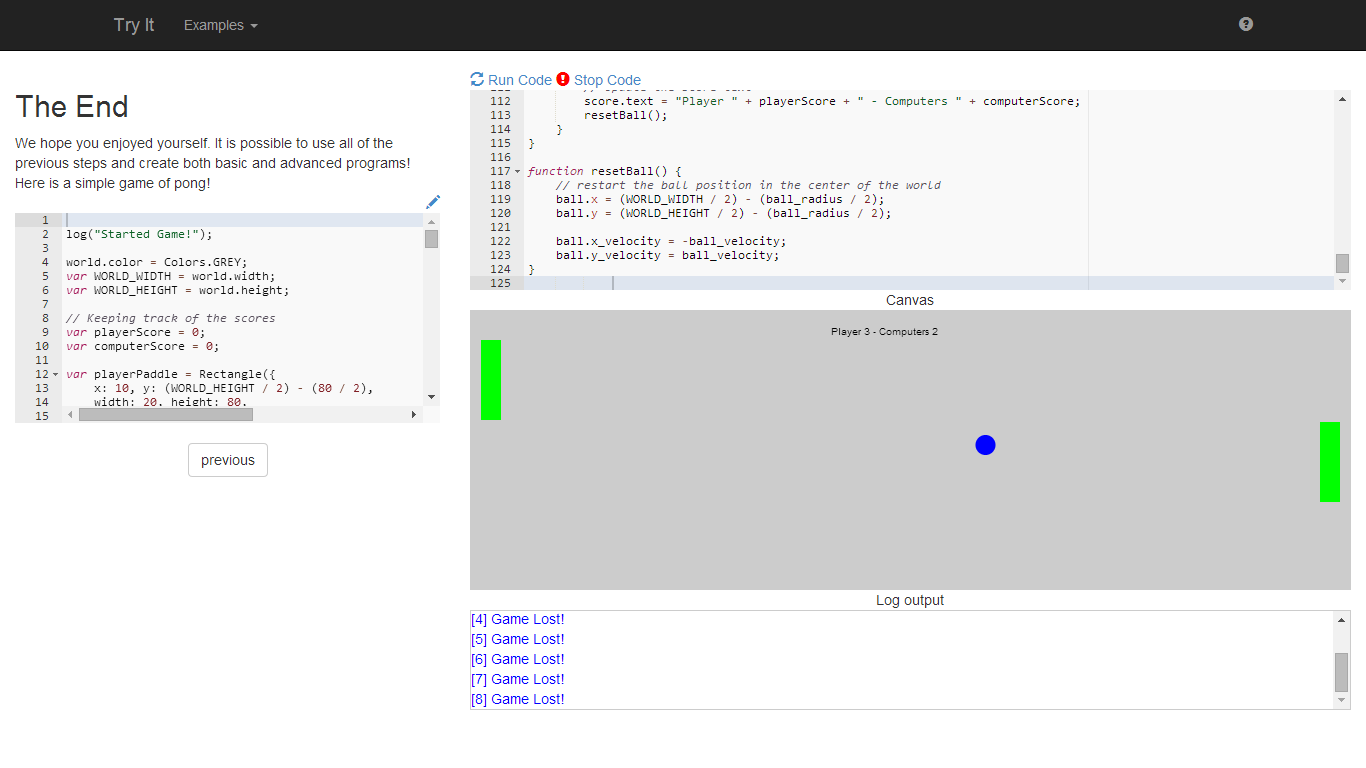 Try It
Examples
The End
We hope you enjoyed yourself. It is possible to use all of the
previous steps and create both basic and advanced programs!
Here is a simple game of pong!
1
2 log("Started Game!");
3
4 world.color = Colors.GREY;
5 var WORLD_WIDTH = world.width;
6 var WORLD_HEIGHT = world.height;
7
8 // Keeping track of the scores
9 var playerScore = 0;
10 var computerScore = 0;
11
12 var playerPaddle = Rectangle({
13 x: 10, y: (WORLD_HEIGHT / 2) - (80 / 2),
14 width: 20, height: 80,
15
previous
Run Code Stop Code
112 score.text = "Player " + playerScore + " - Computers " + computerScore;
113 resetBall();
114 }
115 }
116
117 function resetBall() {
118 // restart the ball position in the center of the world
119 ball.x = (WORLD_WIDTH / 2) - (ball_radius / 2);
120 ball.y = (WORLD_HEIGHT / 2) - (ball_radius / 2);
121
122 ball.x_velocity = -ball_velocity;
123 ball.y_velocity = ball_velocity;
124 }
125
Canvas
Player 3 - Computers 2
Log output
[4] Game Lost!
[5] Game Lost!
[6] Game Lost!
[7] Game Lost!
[8] Game Lost!